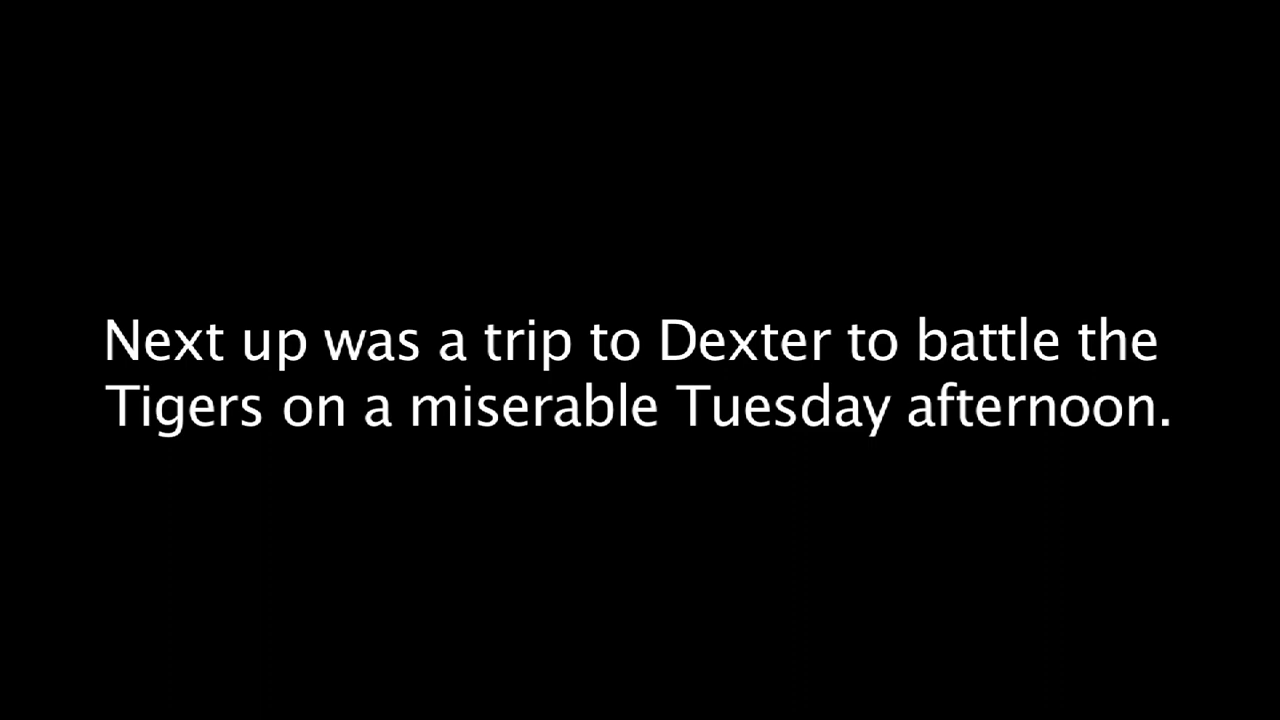 Next up was a trip to Dexter to battle the
Tigers on a miserable Tuesday afternoon.